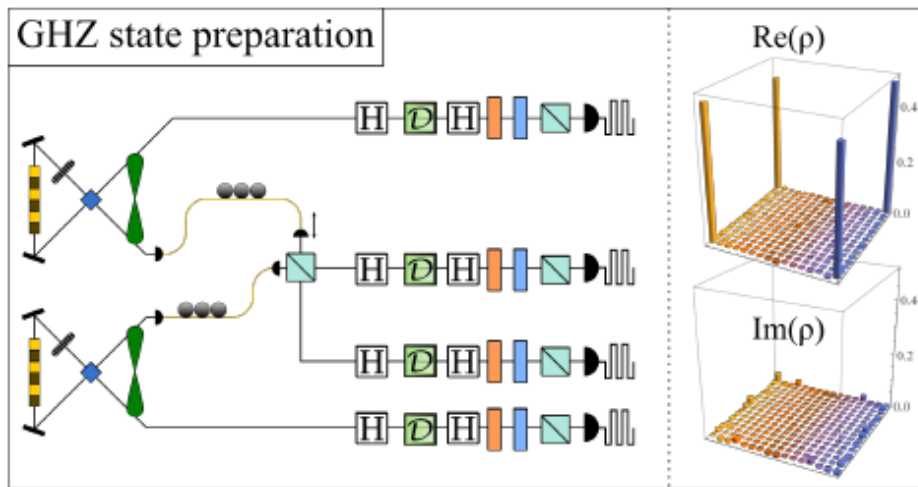 GHZ state preparation
H 𝒟 H
H 𝒟 H
H 𝒟 H
H 𝒟 H
Re(ρ)
0.4
0.2
0.0
Im(ρ)
0.4
0.2
0.0